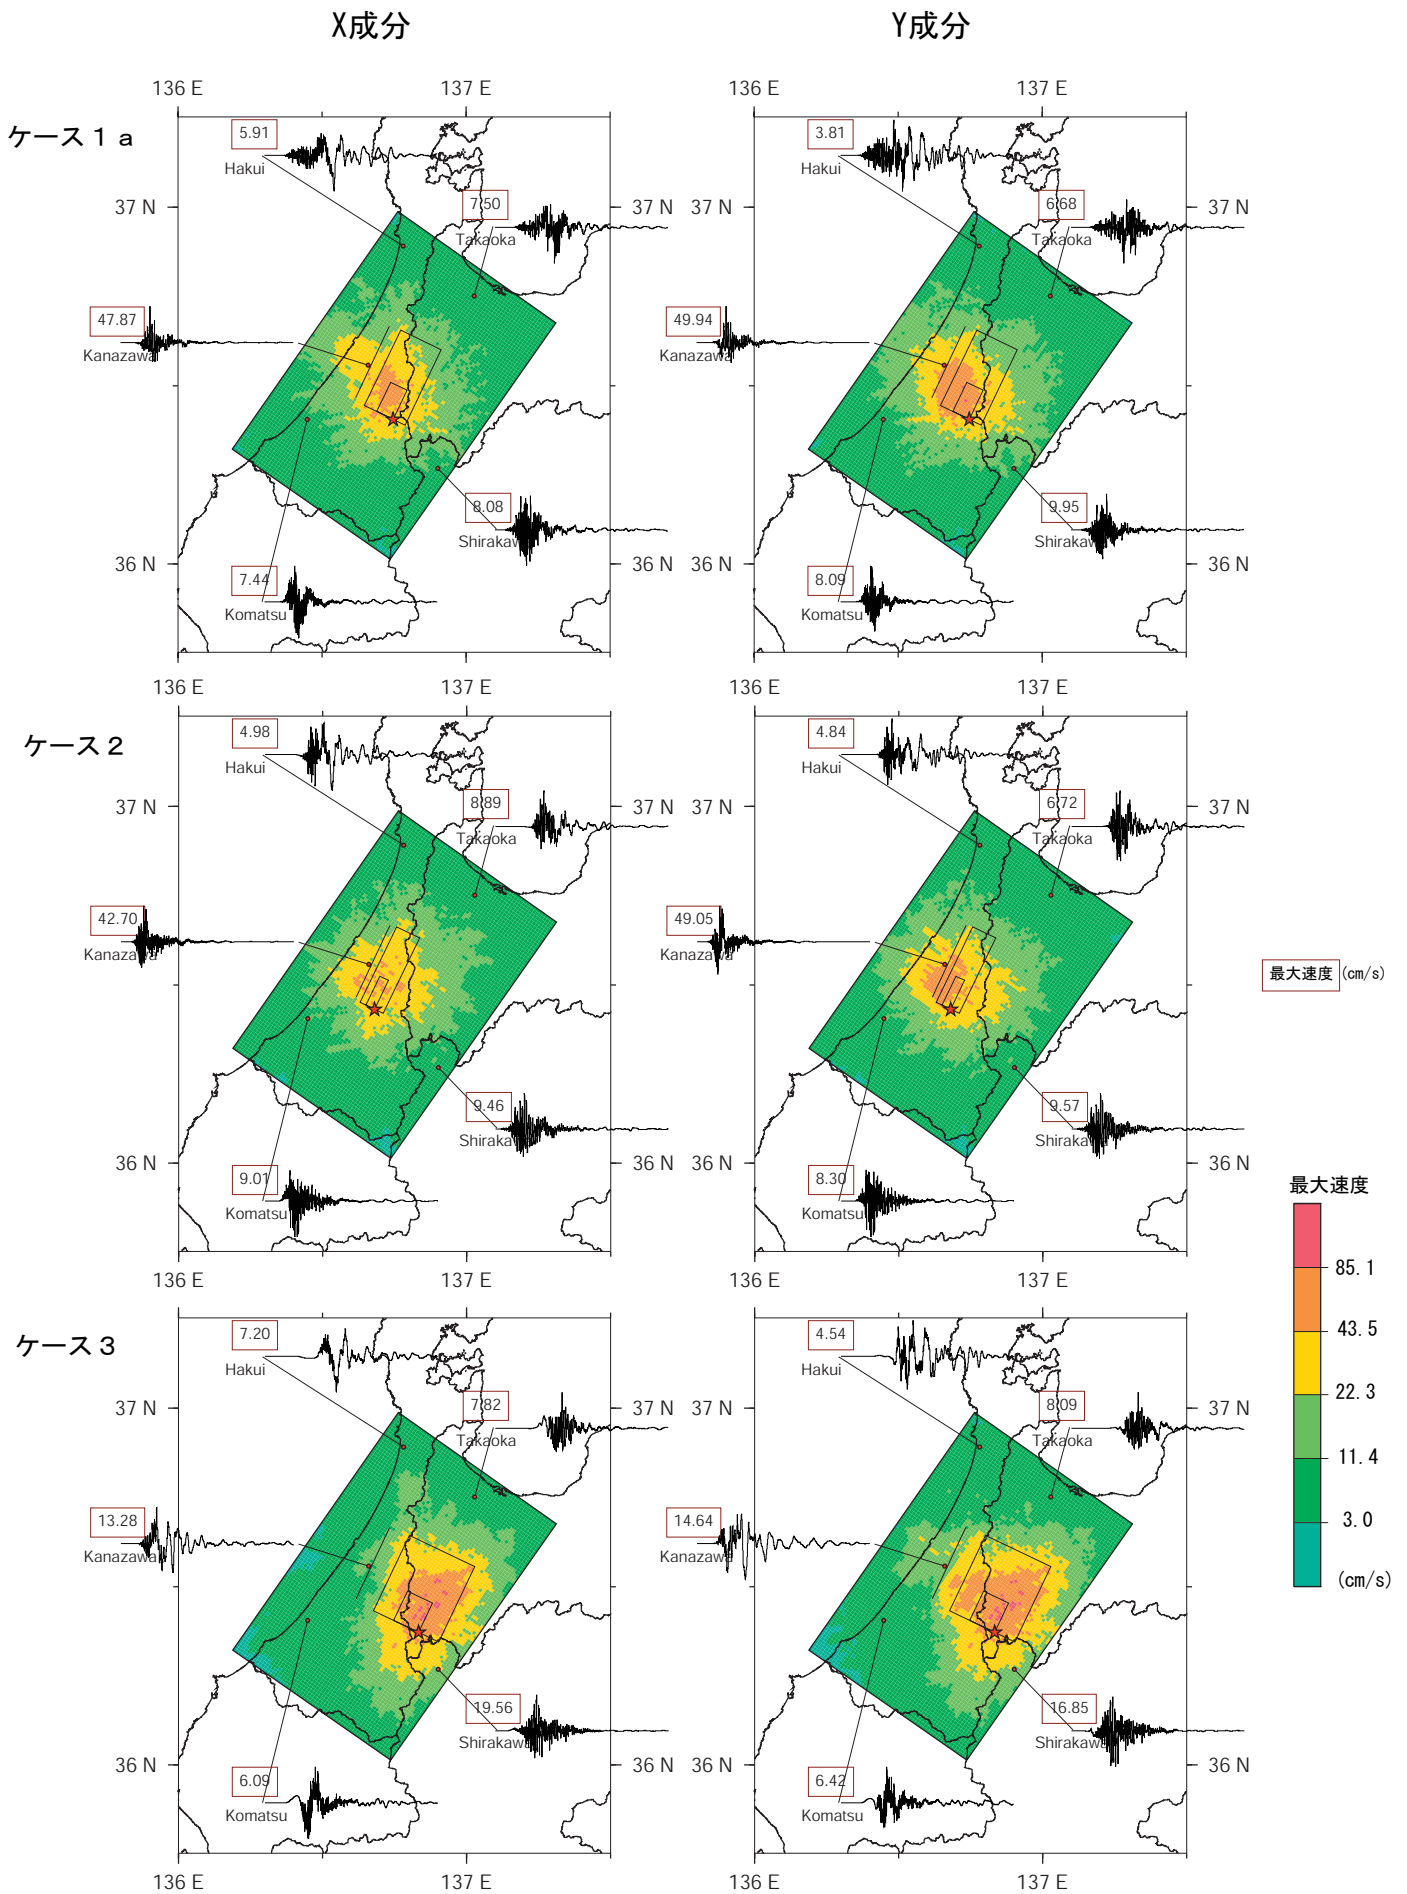 X成分
Y成分
136 E
137 E
136 E
137 E
ケース１a
5.91
Hakui
3.81
Hakui
37 N
7.50
Takaoka
37 N
37 N
6.68
Takaoka
37 N
47.87
Kanazawa
49.94
Kanazawa
8.08
Shirakawa
9.95
Shirakawa
36 N
7.44
Komatsu
36 N
36 N
8.09
Komatsu
36 N
136 E
137 E
136 E
137 E
ケース２
4.98
Hakui
4.84
Hakui
37 N
8.89
Takaoka
37 N
37 N
6.72
Takaoka
37 N
42.70
Kanazawa
49.05
Kanazawa
最大速度 (cm/s)
9.46
Shirakawa
9.57
Shirakawa
36 N
9.01
Komatsu
36 N
36 N
8.30
Komatsu
36 N
136 E
137 E
136 E
137 E
ケース３
7.20
Hakui
4.54
Hakui
37 N
7.82
Takaoka
37 N
37 N
8.09
Takaoka
37 N
13.28
Kanazawa
14.64
Kanazawa
19.56
Shirakawa
16.85
Shirakawa
36 N
6.09
Komatsu
36 N
36 N
6.42
Komatsu
36 N
136 E
137 E
136 E
137 E
最大速度
85.1
43.5
22.3
11.4
3.0
(cm/s)